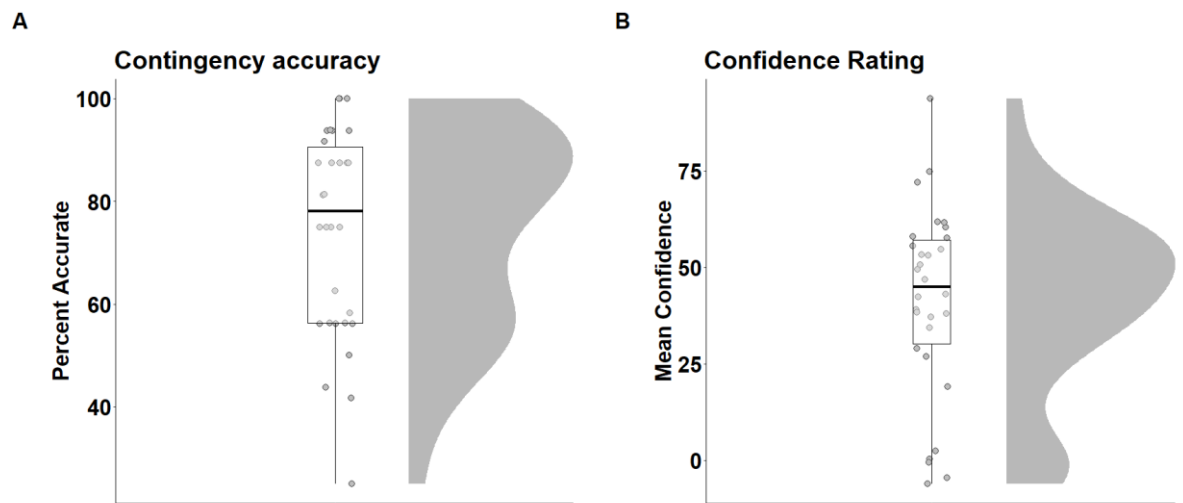 A
Contingency accuracy
Percent Accurate
100
80
60
40
B
Confidence Rating
Mean Confidence
75
50
25
0